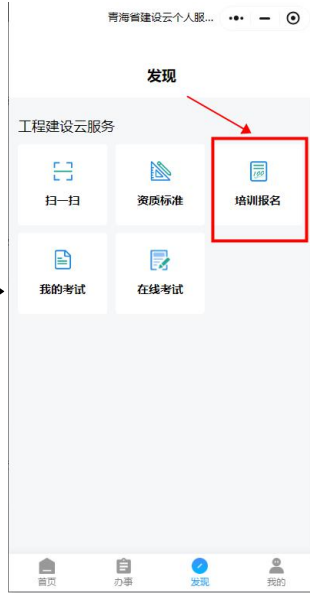 青海省建设云个人服...
发现
工程建设云服务
扫一扫
资质标准
100
培训报名
我的考试
在线考试
首页
办事
发现
我的